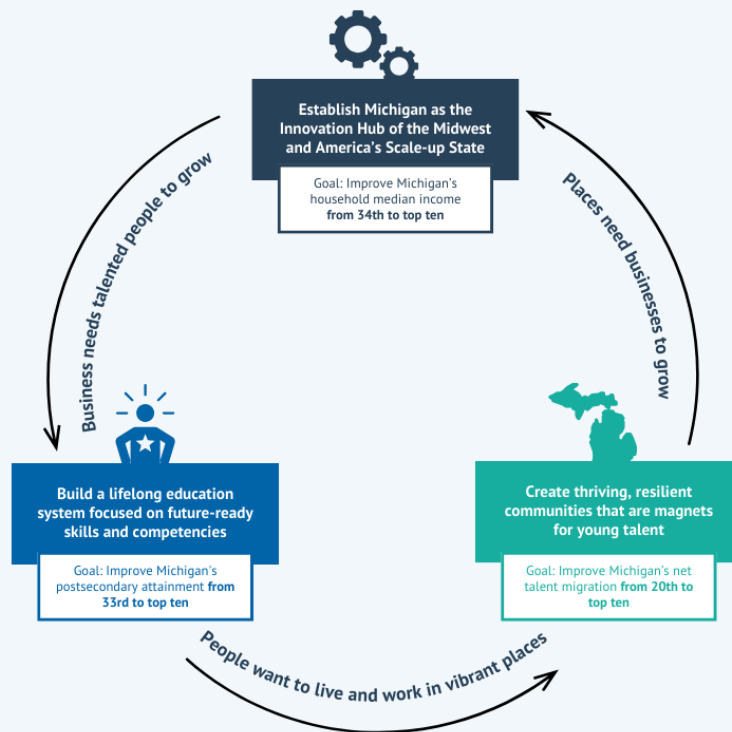 Establish Michigan as the
Innovation Hub of the Midwest
and America's Scale-up State
Goal: Improve Michigan's
household median income
from 34th to top ten
Business needs talented people to grow
Places need businesses to grow
Build a lifelong education
system focused on future-ready
skills and competencies
Goal: Improve Michigan's
postsecondary attainment from
33rd to top ten
Create thriving, resilient
communities that are magnets
for young talent
Goal: Improve Michigan's net
talent migration from 20th to
top ten
People want to live and work in vibrant places